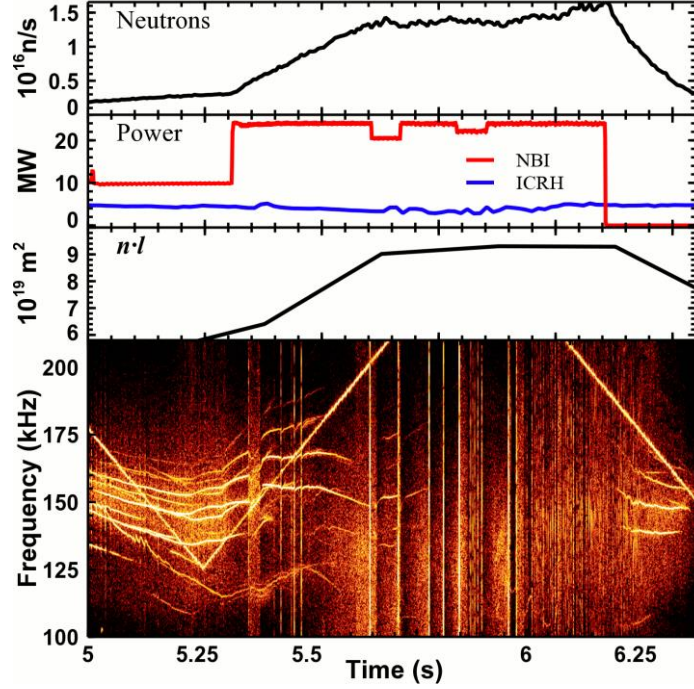 Neutrons
10¹⁶n/s
1.5
1
0.5
0
Power
MW
20
10
0
NBI
ICRH
n·l
10¹⁹ m²
9
8
7
6
Frequency (kHz)
200
175
150
125
100
5
5.25
5.5
6
6.25
Time (s)